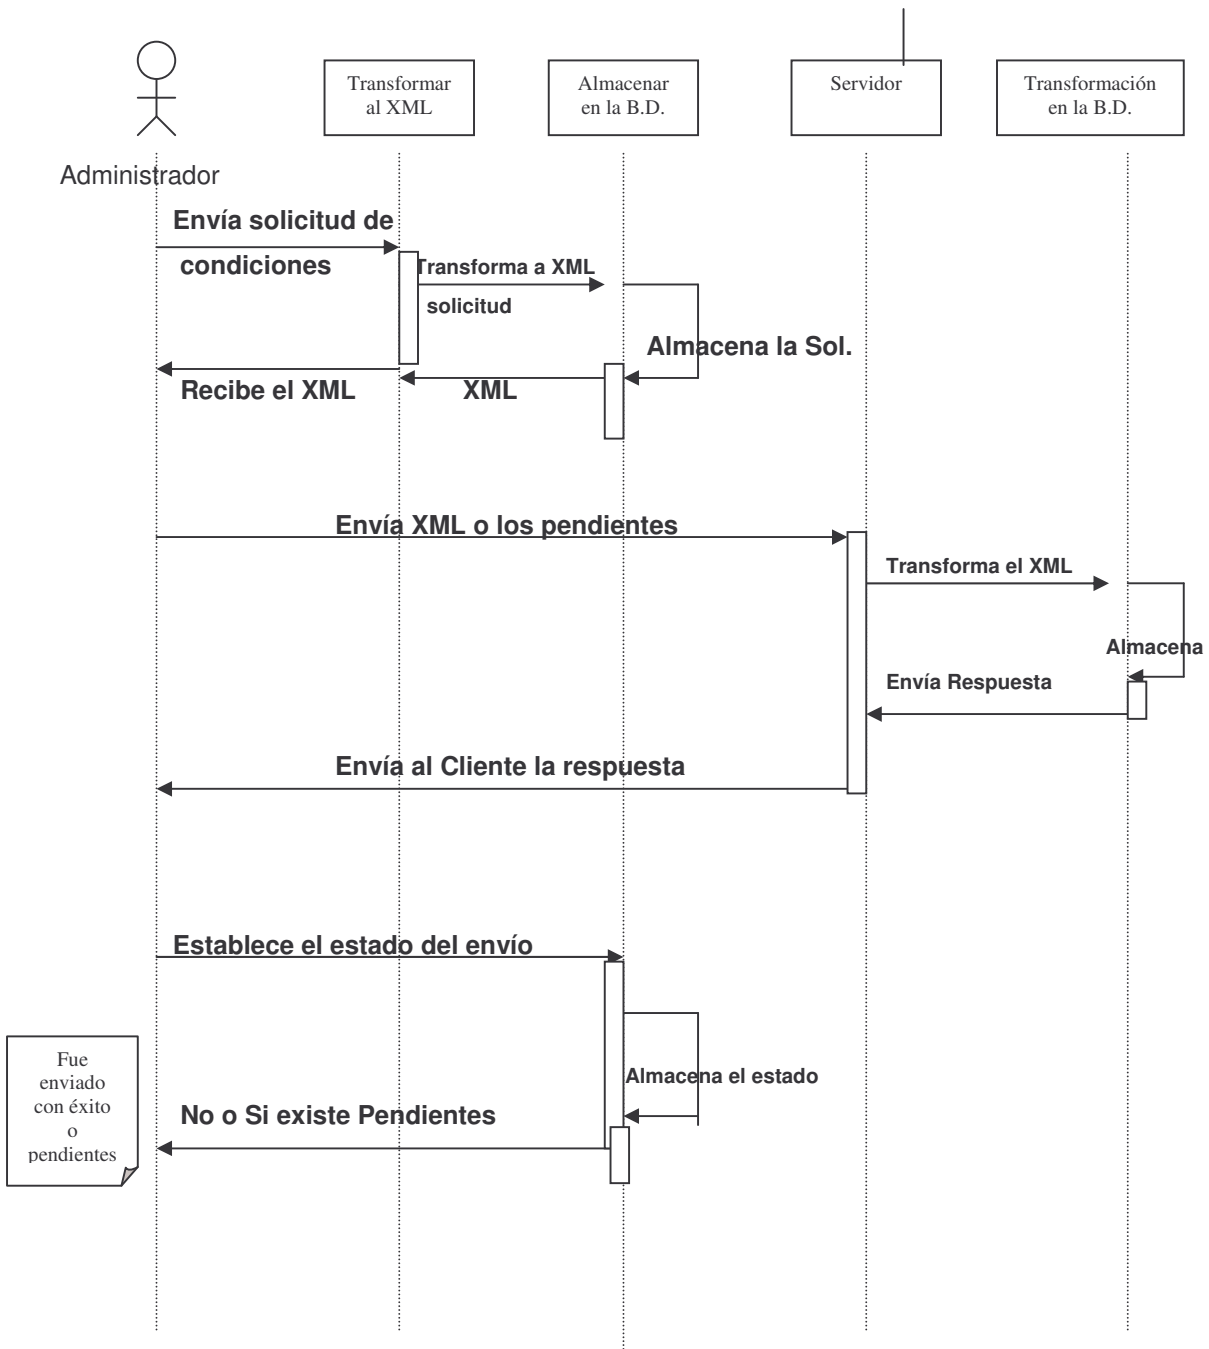 Transformar
al XML
Almacenar
en la B.D.
Servidor
Transformación
en la B.D.
Administrador
Envía solicitud de
condiciones
Transforma a XML
solicitud
Almacena la Sol.
Recibe el XML
XML
Envía XML o los pendientes
Transforma el XML
Almacena
Envía Respuesta
Envía al Cliente la respuesta
Establece el estado del envío
Fue
enviado
con éxito
o
pendientes
Almacena el estado
No o Si existe Pendientes